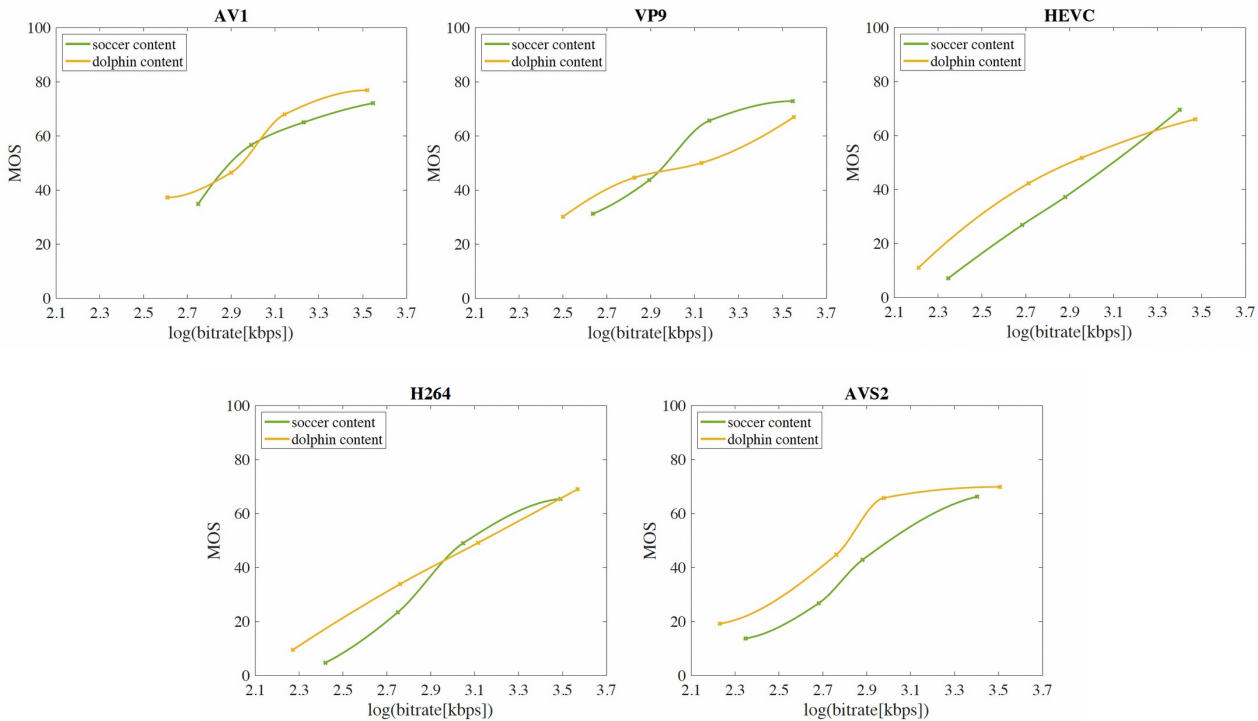 AV1
100
80
60
40
20
0
MOS
soccer content
dolphin content
2.1 2.3 2.5 2.7 2.9 3.1 3.3 3.5 3.7
log(bitrate[kbps])
VP9
100
80
60
40
20
0
MOS
soccer content
dolphin content
2.1 2.3 2.5 2.7 2.9 3.1 3.3 3.5 3.7
log(bitrate[kbps])
HEVC
100
80
60
40
20
0
MOS
soccer content
dolphin content
2.1 2.3 2.5 2.7 2.9 3.1 3.3 3.5 3.7
log(bitrate[kbps])
H264
100
80
60
40
20
0
MOS
soccer content
dolphin content
2.1 2.3 2.5 2.7 2.9 3.1 3.3 3.5 3.7
log(bitrate[kbps])
AVS2
100
80
60
40
20
0
MOS
soccer content
dolphin content
2.1 2.3 2.5 2.7 2.9 3.1 3.3 3.5 3.7
log(bitrate[kbps])